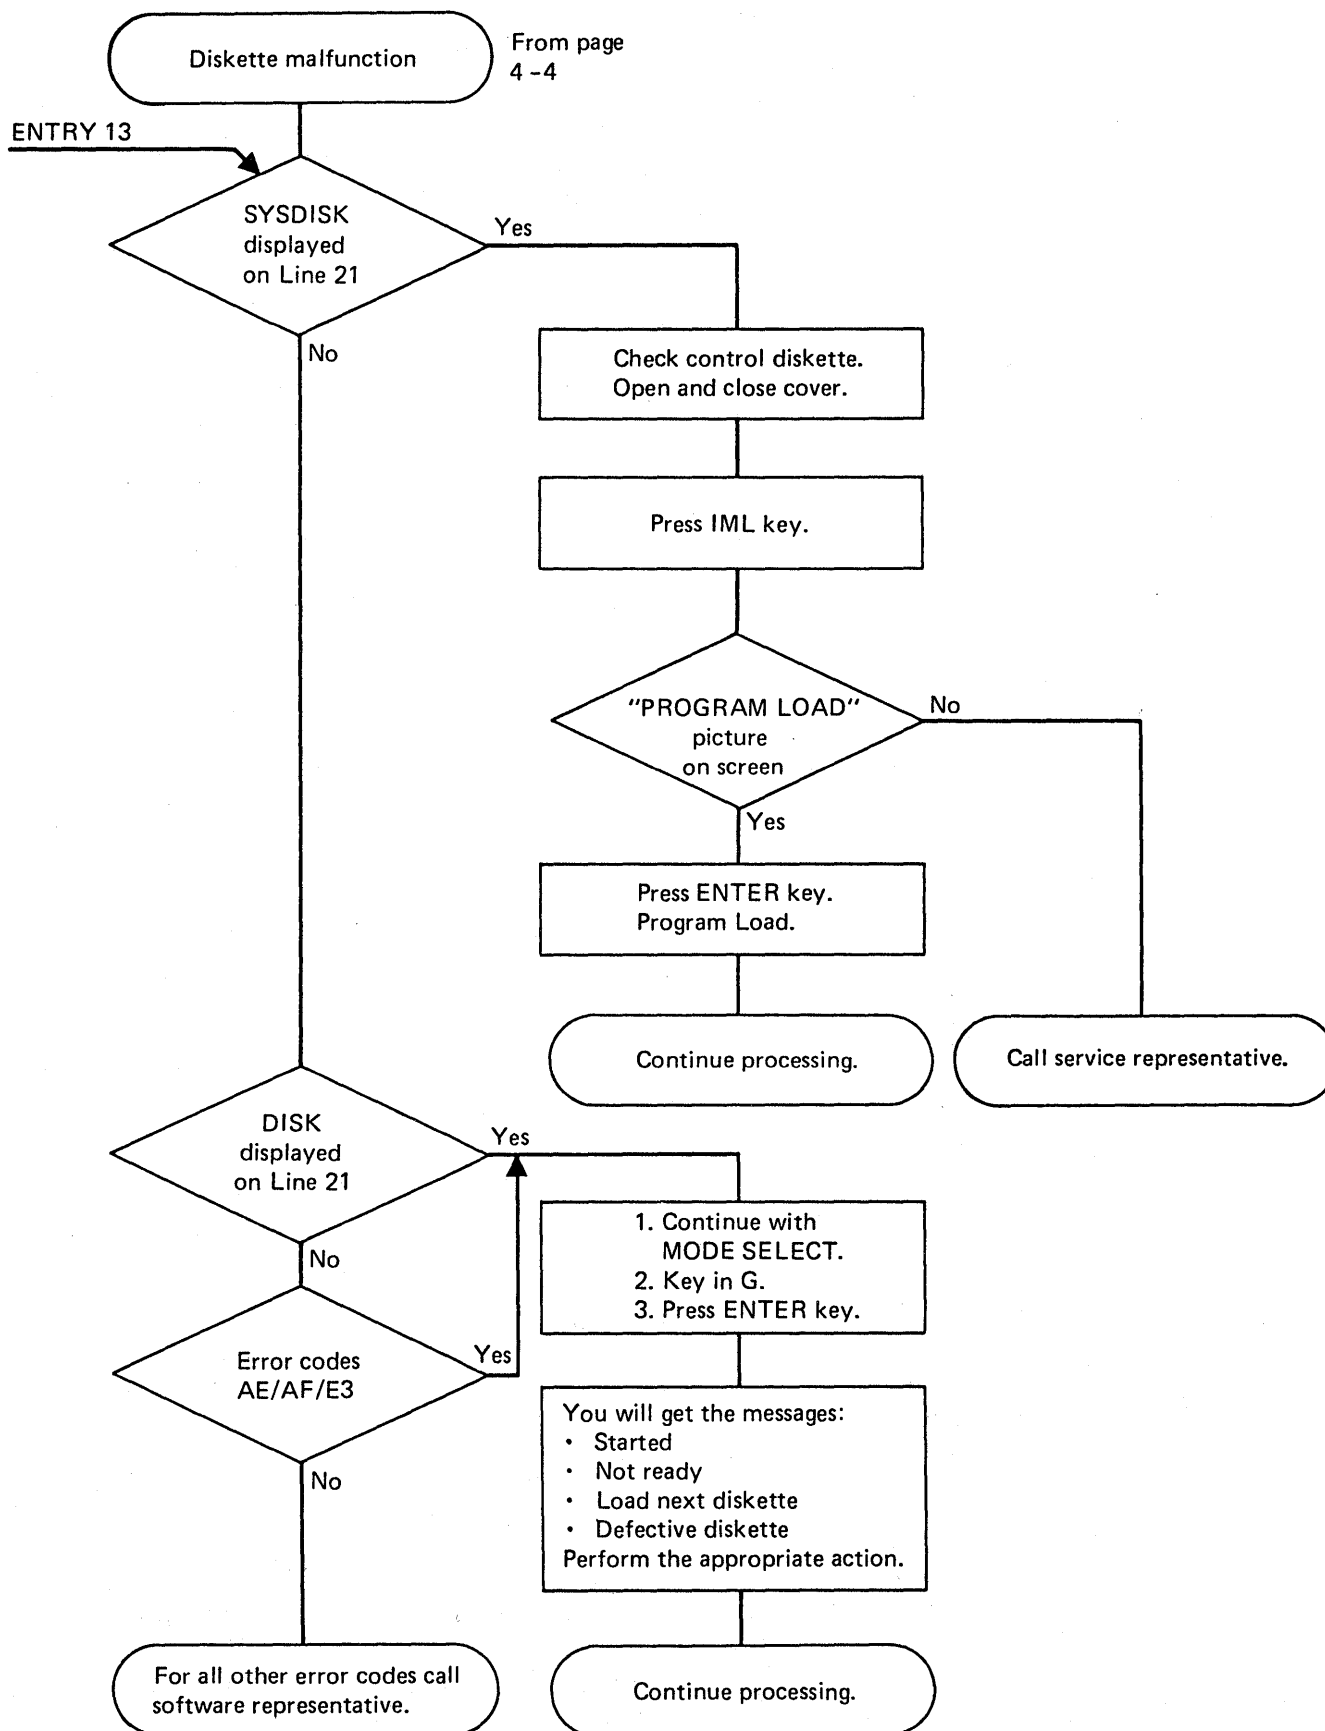 Diskette malfunction
From page
4-4
ENTRY 13
SYSDISK
displayed
on Line 21
Yes
No
Check control diskette.
Open and close cover.
Press IML key.
"PROGRAM LOAD"
picture
on screen
No
Yes
Press ENTER key.
Program Load.
Continue processing.
Call service representative.
DISK
displayed
on Line 21
Yes
No
1. Continue with
MODE SELECT.
2. Key in G.
3. Press ENTER key.
Error codes
AE/AF/E3
Yes
No
You will get the messages:
· Started
· Not ready
· Load next diskette
· Defective diskette
Perform the appropriate action.
For all other error codes call
software representative.
Continue processing.